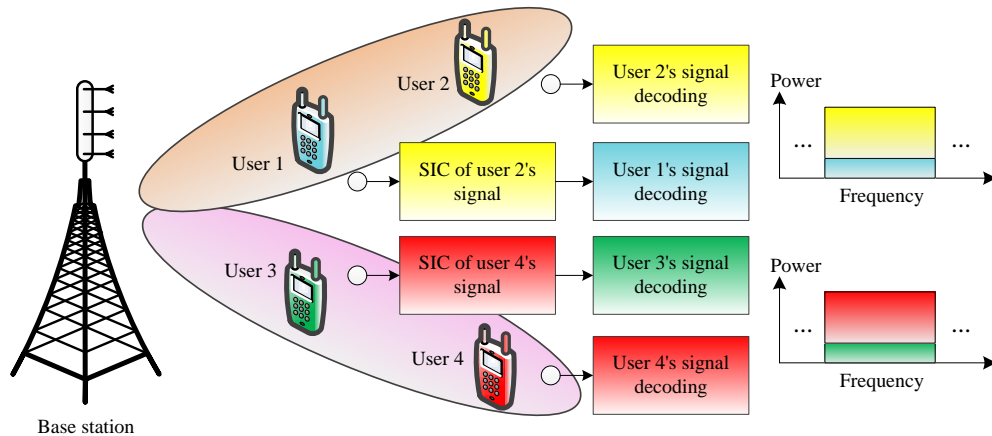 User 2
User 2's signal
decoding
Power
...
...
Frequency
User 1
SIC of user 2's
signal
User 1's signal
decoding
User 3
SIC of user 4's
signal
User 3's signal
decoding
Power
...
...
Frequency
User 4
User 4's signal
decoding
Base station